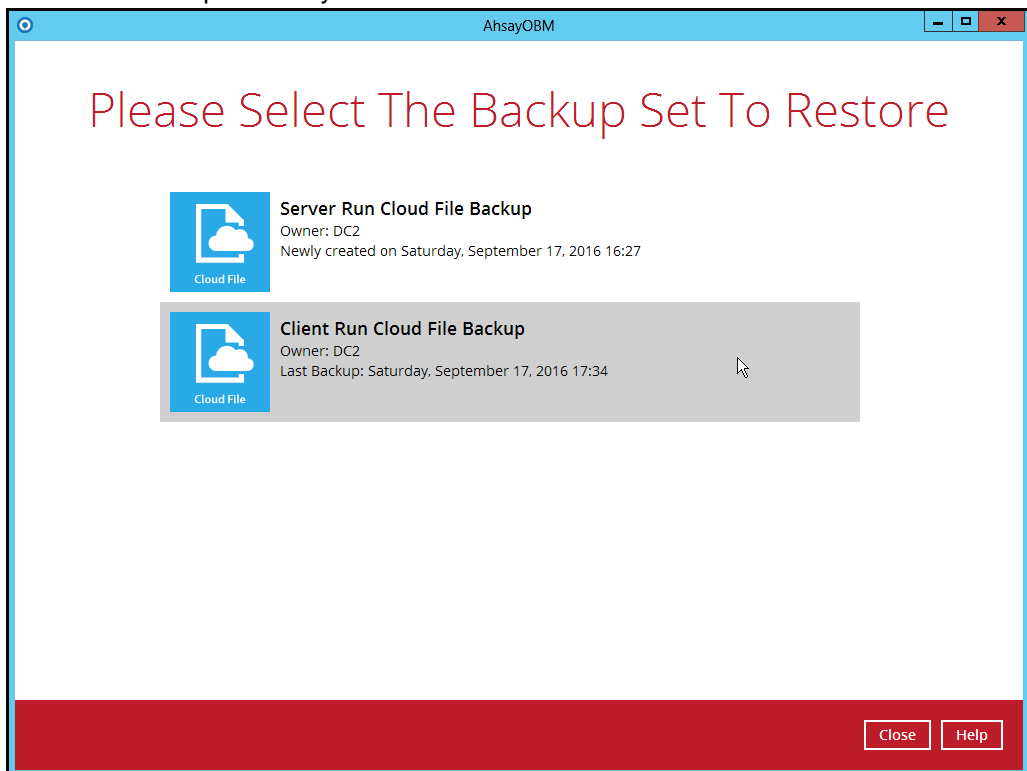 AhsayOBM
Please Select The Backup Set To Restore
Server Run Cloud File Backup
Owner: DC2
Newly created on Saturday, September 17, 2016 16:27
Cloud File
Client Run Cloud File Backup
Owner: DC2
Last Backup: Saturday, September 17, 2016 17:34
Cloud File
Close
Help